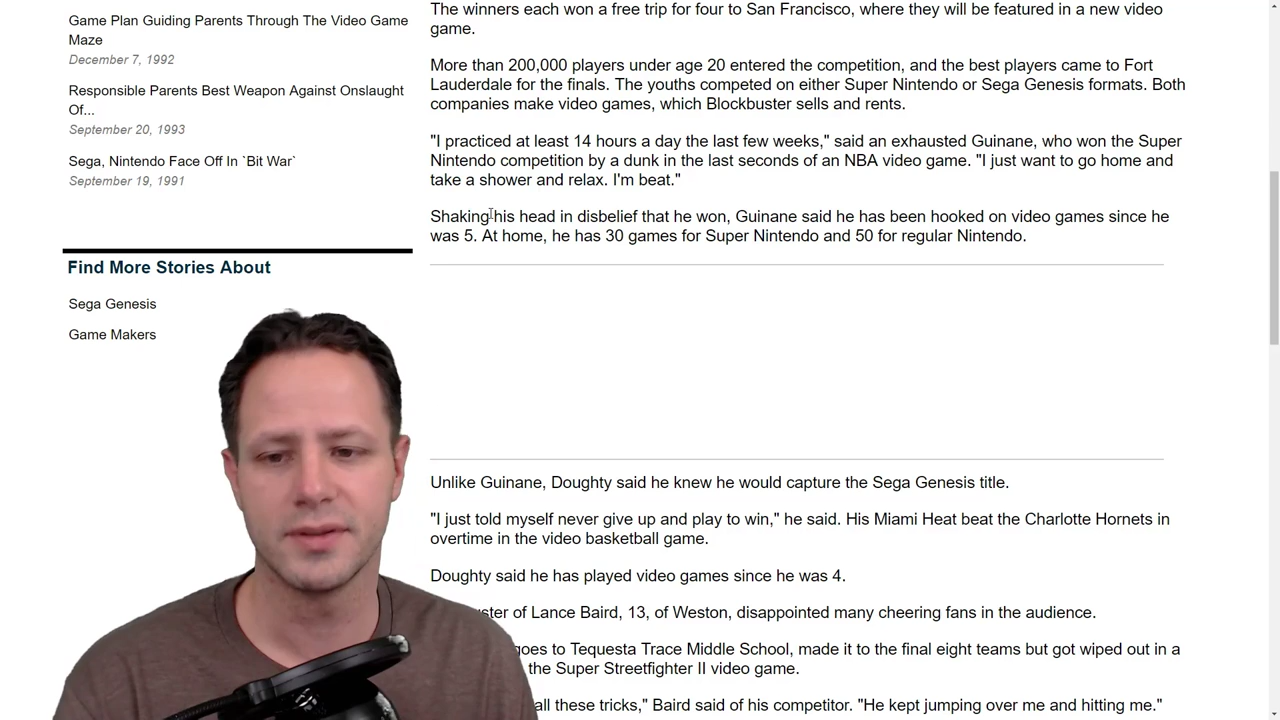 Game Plan Guiding Parents Through The Video Game
Maze
December 7, 1992
Responsible Parents Best Weapon Against Onslaught
Of...
September 20, 1993
Sega, Nintendo Face Off In `Bit War`
September 19, 1991
Find More Stories About
Sega Genesis
Game Makers
The winners each won a free trip for four to San Francisco, where they will be featured in a new video
game.
More than 200,000 players under age 20 entered the competition, and the best players came to Fort
Lauderdale for the finals. The youths competed on either Super Nintendo or Sega Genesis formats. Both
companies make video games, which Blockbuster sells and rents.
"I practiced at least 14 hours a day the last few weeks," said an exhausted Guinane, who won the Super
Nintendo competition by a dunk in the last seconds of an NBA video game. "I just want to go home and
take a shower and relax. I'm beat."
Shaking his head in disbelief that he won, Guinane said he has been hooked on video games since he
was 5. At home, he has 30 games for Super Nintendo and 50 for regular Nintendo.
Unlike Guinane, Doughty said he knew he would capture the Sega Genesis title.
"I just told myself never give up and play to win," he said. His Miami Heat beat the Charlotte Hornets in
overtime in the video basketball game.
Doughty said he has played video games since he was 4.
of Lance Baird, 13, of Weston, disappointed many cheering fans in the audience.
goes to Tequesta Trace Middle School, made it to the final eight teams but got wiped out in a
the Super Streetfighter II video game.
all these tricks," Baird said of his competitor. "He kept jumping over me and hitting me."